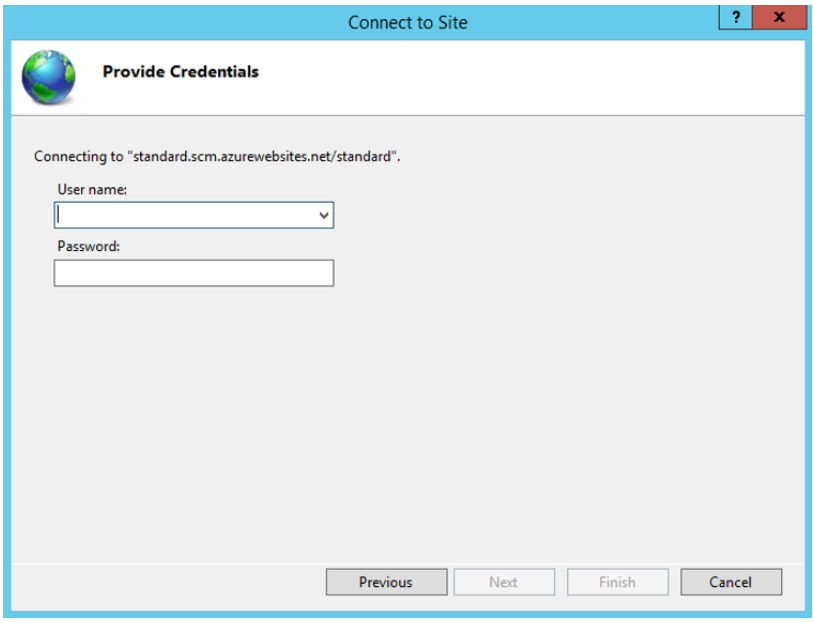 Connect to Site
?
x
Provide Credentials
Connecting to "standard.scm.azurewebsites.net/standard".
User name:
Password:
Previous Next Finish Cancel